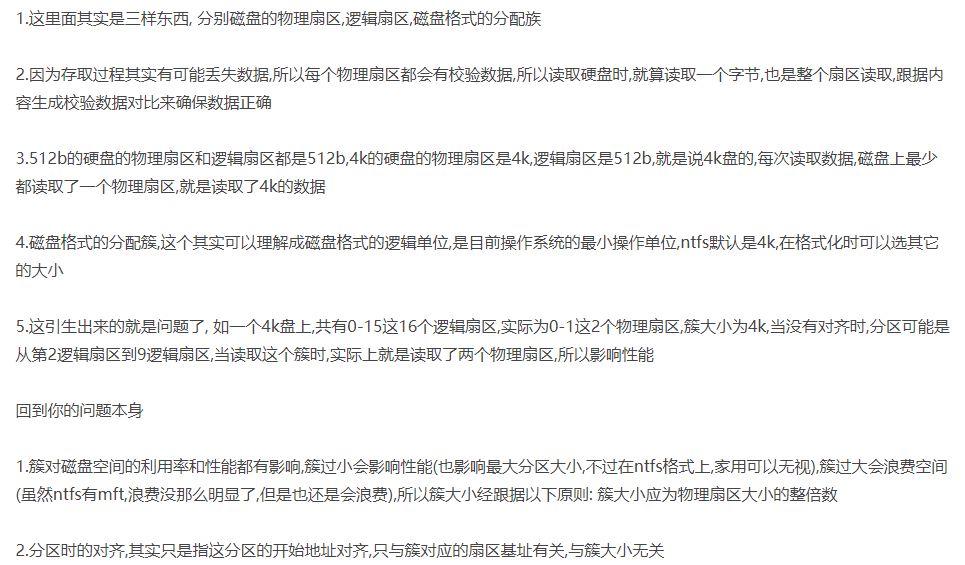 1.这里面其实是三样东西, 分别磁盘的物理扇区,逻辑扇区,磁盘格式的分配族
2.因为存取过程其实有可能丢失数据,所以每个物理扇区都会有校验数据,所以读取硬盘时,就算读取一个字节,也是整个扇区读取,跟据内
容生成校验数据对比来确保数据正确
3.512b的硬盘的物理扇区和逻辑扇区都是512b,4k的硬盘的物理扇区是4k,逻辑扇区是512b,就是说4k盘的,每次读取数据,磁盘上最少
都读取了一个物理扇区,就是读取了4k的数据
4.磁盘格式的分配簇,这个其实可以理解成磁盘格式的逻辑单位,是目前操作系统的最小操作单位,ntfs默认是4k,在格式化时可以选其它
的大小
5.这引生出来的就是问题了, 如一个4k盘上,共有0-15这16个逻辑扇区,实际为0-1这2个物理扇区,簇大小为4k,当没有对齐时,分区可能是
从第2逻辑扇区到9逻辑扇区,当读取这个簇时,实际上就是读取了两个物理扇区,所以影响性能
回到你的问题本身
1.簇对磁盘空间的利用率和性能都有影响,簇过小会影响性能(也影响最大分区大小,不过在ntfs格式上,家用可以无视),簇过大会浪费空间
(虽然ntfs有mft,浪费没那么明显了,但是也还是会浪费),所以簇大小经跟据以下原则: 簇大小应为物理扇区大小的整倍数
2.分区时的对齐,其实只是指这分区的开始地址对齐,只与簇对应的扇区基址有关,与簇大小无关